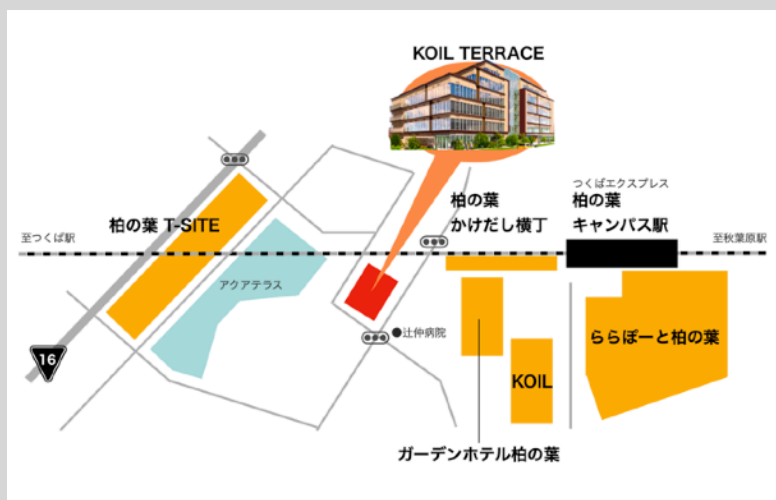 KOIL TERRACE
つくばエクスプレス
柏の葉
キャンパス駅
柏の葉
かけだし横丁
柏の葉 T-SITE
至つくば駅
至秋葉原駅
アクアテラス
辻仲病院
ららぽーと柏の葉
16
KOIL
ガーデンホテル柏の葉